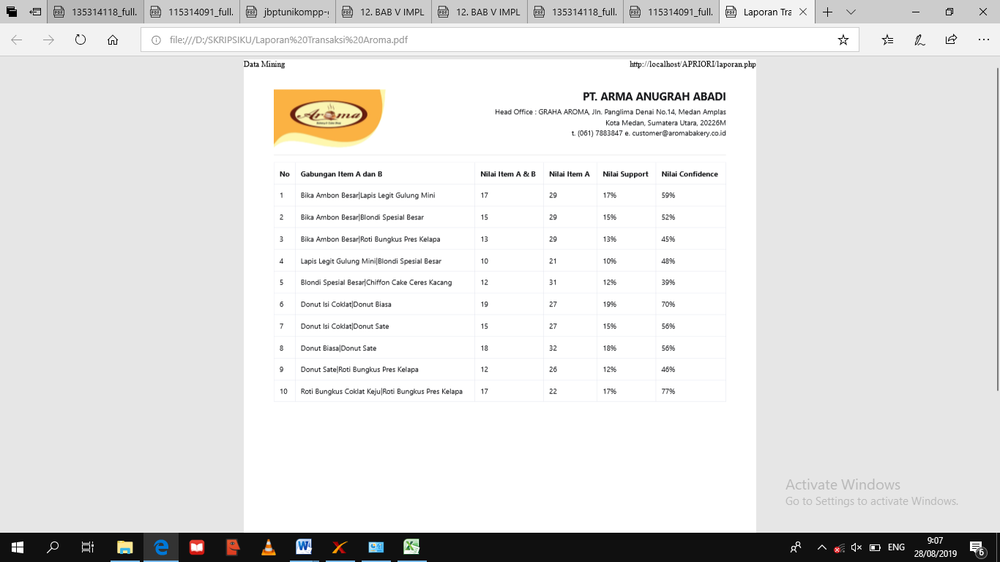 135314118_full.
115314091_full.
jbptunikompp-
12. BAB V IMPL
12. BAB V IMPL
135314118_full.
115314091_full.
Laporan Tra
file:///D:/SKRIPSIKU/Laporan%20Transaksi%20Aroma.pdf
Data Mining http://localhost/APRIORI/laporan.php
Aroma
PT. ARMA ANUGRAH ABADI
Head Office : GRAHA AROMA, Jln. Panglima Denai No.14, Medan Amplas
Kota Medan, Sumatera Utara, 20226M
t. (061) 7883847 e. customer@aromabakery.co.id
No Gabungan Item A dan B Nilai Item A & B Nilai Item A Nilai Support Nilai Confidence
1 Bika Ambon Besar|Lapis Legit Gulung Mini 17 29 17% 59%
2 Bika Ambon Besar|Blondi Spesial Besar 15 29 15% 52%
3 Bika Ambon Besar|Roti Bungkus Pres Kelapa 13 29 13% 45%
4 Lapis Legit Gulung Mini|Blondi Spesial Besar 10 21 10% 48%
5 Blondi Spesial Besar|Chiffon Cake Ceres Kacang 12 31 12% 39%
6 Donut Isi Coklat|Donut Biasa 19 27 19% 70%
7 Donut Isi Coklat|Donut Sate 15 27 15% 56%
8 Donut Biasa|Donut Sate 18 32 18% 56%
9 Donut Sate|Roti Bungkus Pres Kelapa 12 26 12% 46%
10 Roti Bungkus Coklat Keju|Roti Bungkus Pres Kelapa 17 22 17% 77%
Activate Windows
Go to Settings to activate Windows.
ENG
9:07
28/08/2019
6